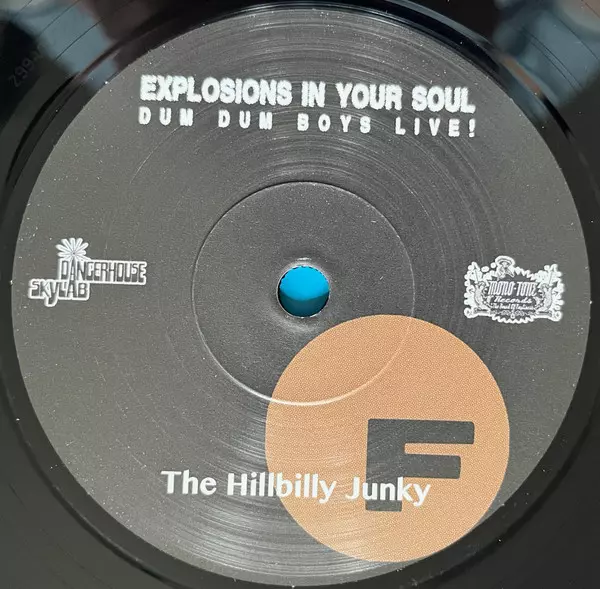 EXPLOSIONS IN YOUR SOUL
DUM DUM BOYS LIVE!
DANGERHOUSE
SKYLAB
Records
F
The Hillbilly Junky